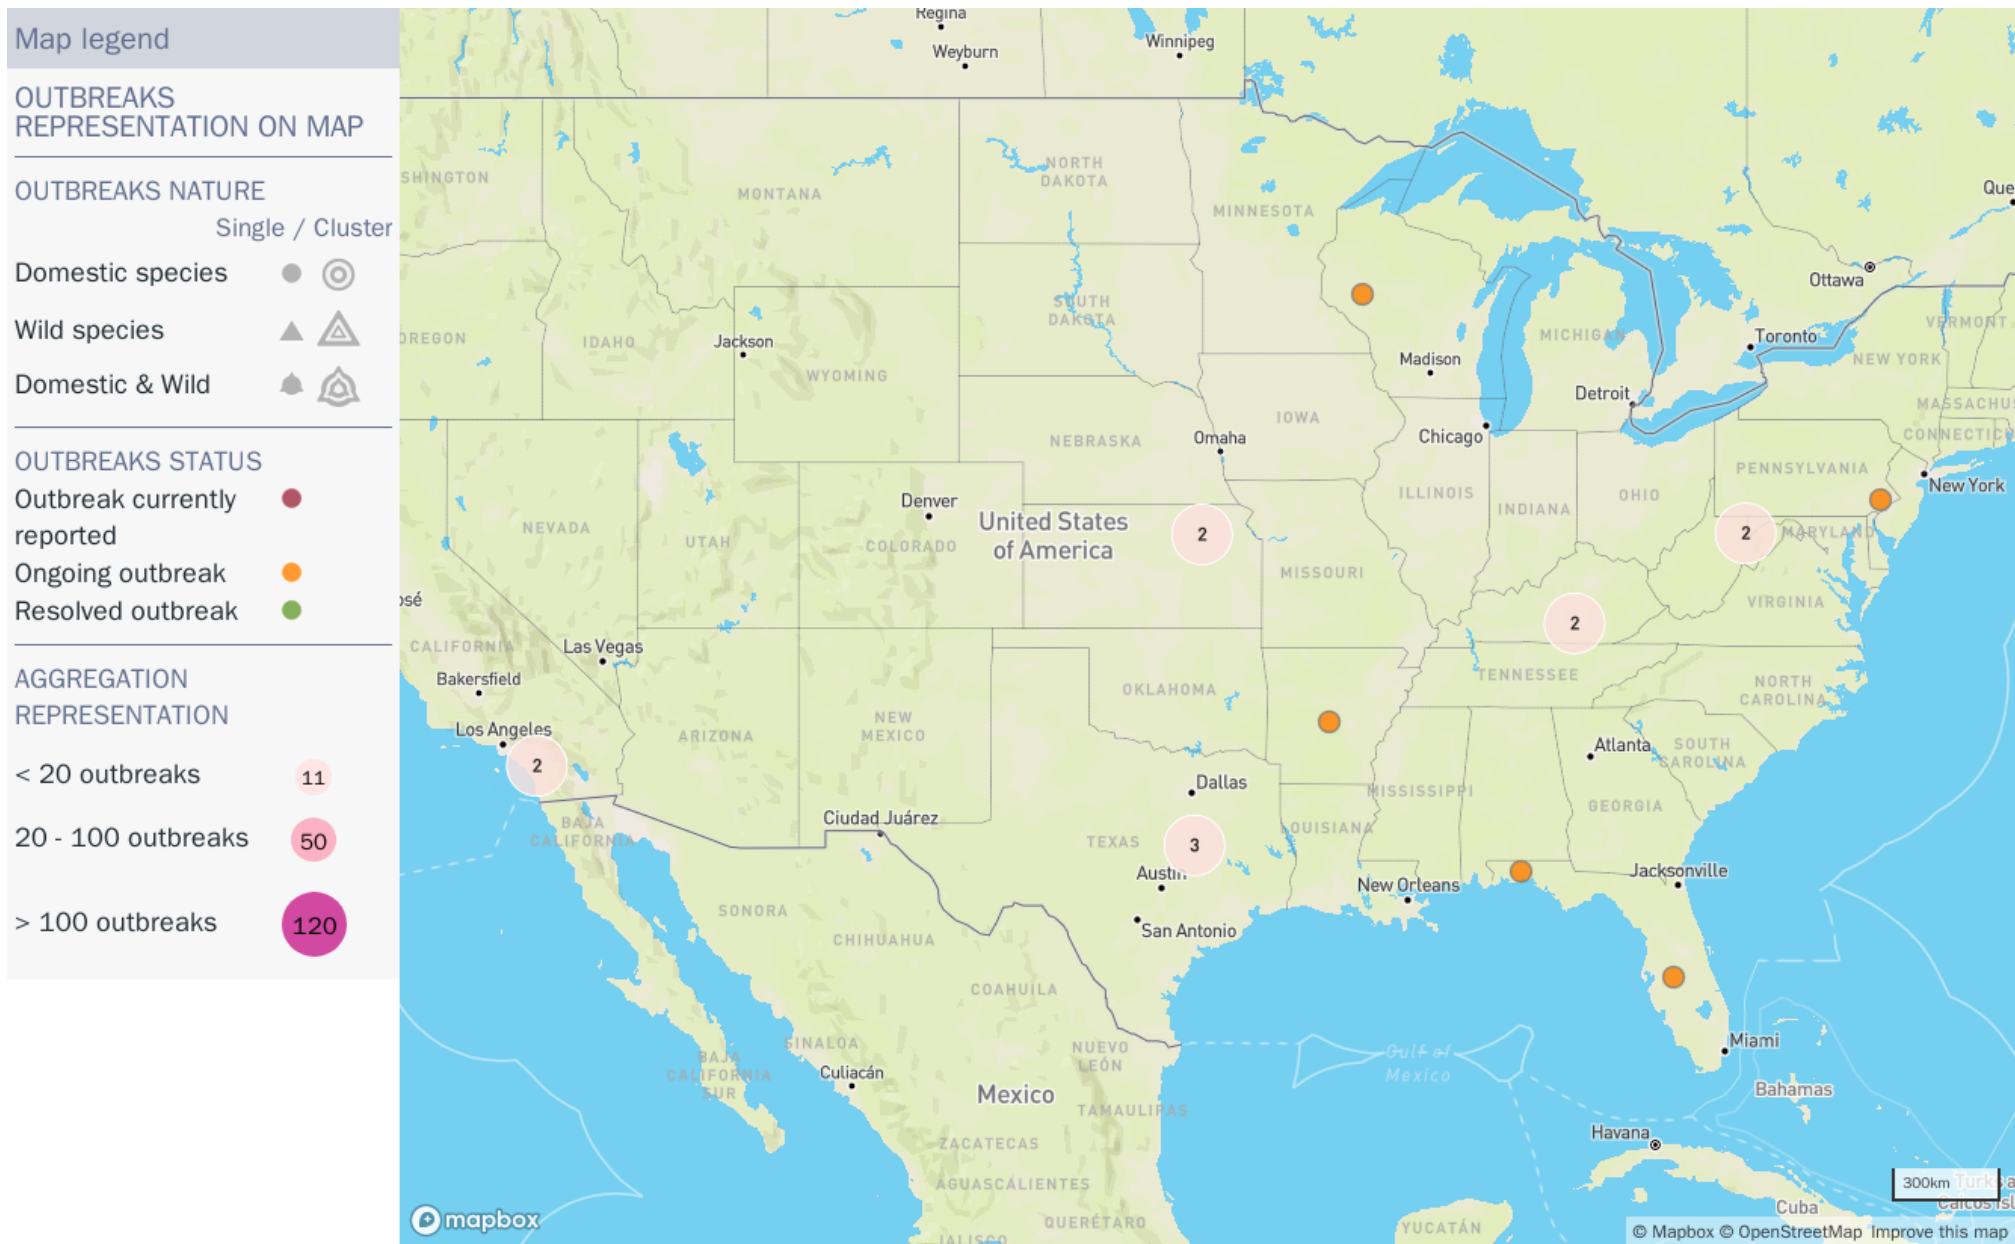 Map legend
OUTBREAKS
REPRESENTATION ON MAP
OUTBREAKS NATURE
Single / Cluster
Domestic species
Wild species
Domestic & Wild
OUTBREAKS STATUS
Outbreak currently
reported
Ongoing outbreak
Resolved outbreak
AGGREGATION
REPRESENTATION
< 20 outbreaks
11
20 - 100 outbreaks
50
> 100 outbreaks
120
Regina
Weyburn
Winnipeg
SHINGTON
MONTANA
NORTH
DAKOTA
MINNESOTA
Que
Ottawa
OREGON
IDAHO
Jackson
WYOMING
SOUTH
DAKOTA
Madison
MICHIGAN
Toronto
VERMONT
NEW YORK
Detroit
MASSACHUS
CONNECTIC
IOWA
NEBRASKA
Omaha
Chicago
PENNSYLVANIA
New York
ILLINOIS
INDIANA
OHIO
Denver
United States
of America
2
2
MARYLAND
NEVADA
UTAH
COLORADO
MISSOURI
osé
VIRGINIA
2
CALIFORNIA
Las Vegas
Bakersfield
TENNESSEE
OKLAHOMA
NORTH
CAROLINA
Los Angeles
2
ARIZONA
NEW
MEXICO
Atlanta
SOUTH
CAROLINA
Dallas
MISSISSIPPI
GEORGIA
BAJA
CALIFORNIA
Ciudad Juárez
TEXAS
3
LOUISIANA
Austin
New Orleans
Jacksonville
San Antonio
SONORA
CHIHUAHUA
COAHUILA
SINALOA
NUEVO
LEÓN
Gulf of
Mexico
Miami
BAJA
CALIFORNIA
SUR
Culiacán
Mexico
TAMAULIPAS
Bahamas
ZACATECAS
Havana
AGUASCALIENTES
300km
Turks a
Caicos Isl
Cuba
mapbox
QUERÉTARO
JALISCO
YUCATÁN
© Mapbox © OpenStreetMap Improve this map